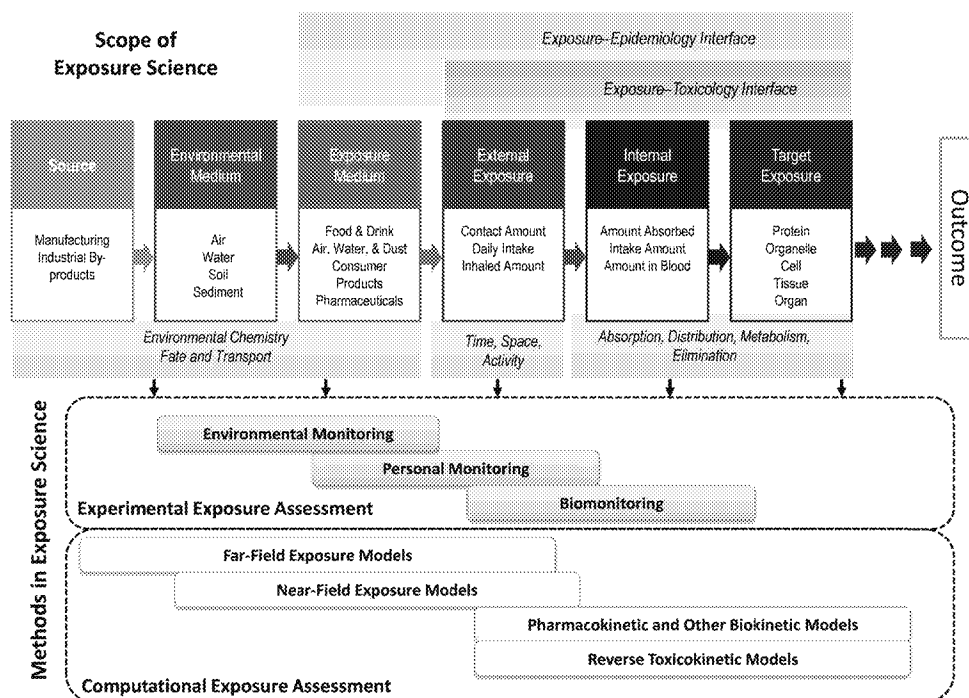 Scope of
Exposure Science
Exposure–Epidemiology Interface
Exposure–Toxicology Interface
Source
Manufacturing
Industrial By-
products
Environmental
Medium
Air
Water
Soil
Sediment
Exposure
Medium
Food & Drink
Air, Water, & Dust
Consumer
Products
Pharmaceuticals
External
Exposure
Contact Amount
Daily Intake
Inhaled Amount
Internal
Exposure
Amount Absorbed
Intake Amount
Amount in Blood
Target
Exposure
Protein
Organelle
Cell
Tissue
Organ
Outcome
Environmental Chemistry
Fate and Transport
Time, Space,
Activity
Absorption, Distribution, Metabolism,
Elimination
Methods in Exposure Science
Environmental Monitoring
Personal Monitoring
Biomonitoring
Experimental Exposure Assessment
Far-Field Exposure Models
Near-Field Exposure Models
Pharmacokinetic and Other Biokinetic Models
Reverse Toxicokinetic Models
Computational Exposure Assessment